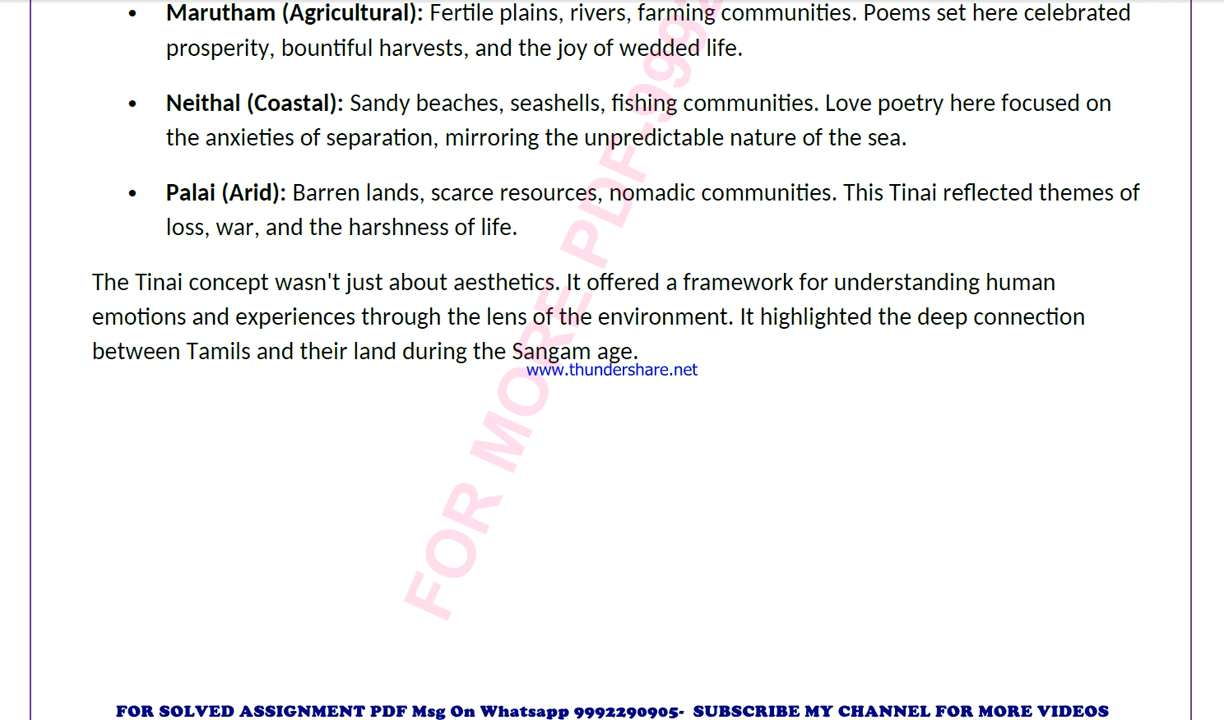 • Marutham (Agricultural): Fertile plains, rivers, farming communities. Poems set here celebrated
prosperity, bountiful harvests, and the joy of wedded life.
• Neithal (Coastal): Sandy beaches, seashells, fishing communities. Love poetry here focused on
the anxieties of separation, mirroring the unpredictable nature of the sea.
• Palai (Arid): Barren lands, scarce resources, nomadic communities. This Tinai reflected themes of
loss, war, and the harshness of life.
The Tinai concept wasn't just about aesthetics. It offered a framework for understanding human
emotions and experiences through the lens of the environment. It highlighted the deep connection
between Tamils and their land during the Sangam age.
www.thundershare.net
FOR MORE PDF-999
FOR SOLVED ASSIGNMENT PDF Msg On Whatsapp 9992290905- SUBSCRIBE MY CHANNEL FOR MORE VIDEOS